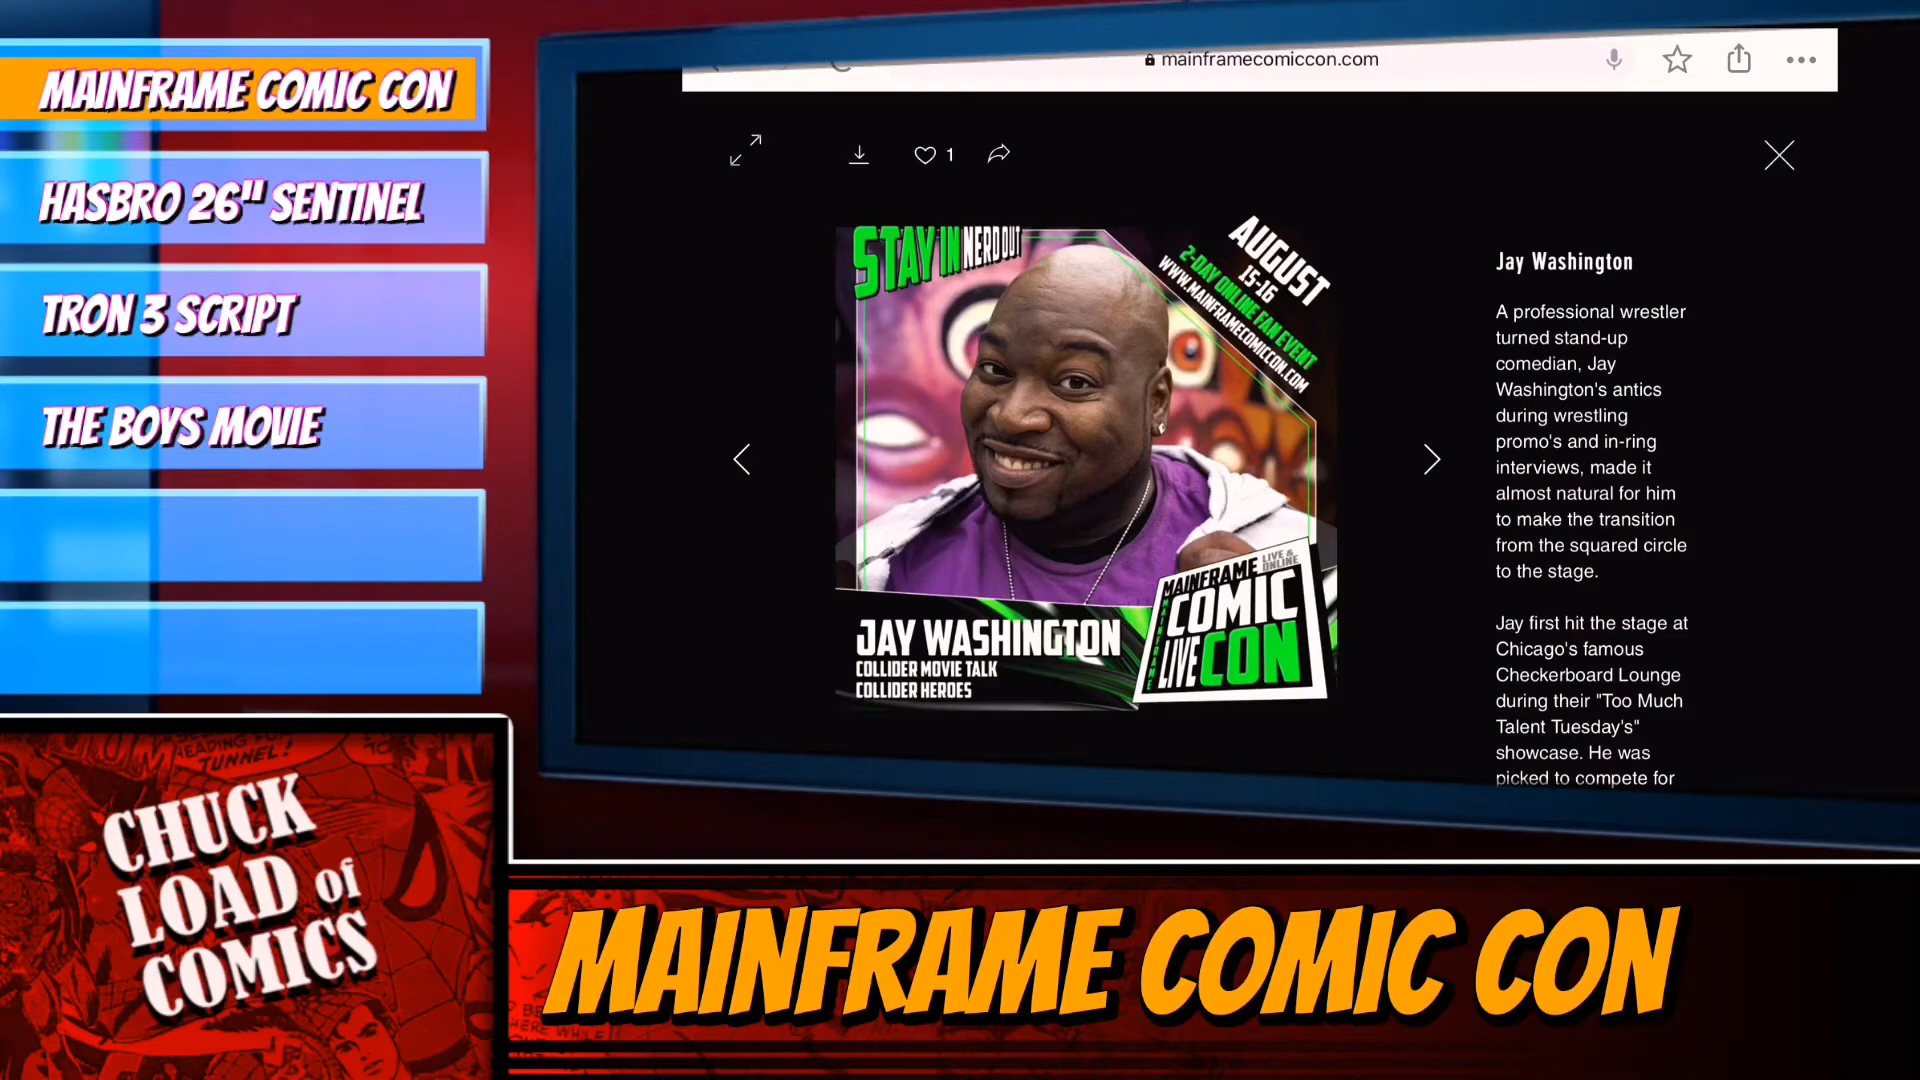 MAINFRAME COMIC CON
HASBRO 26" SENTINEL
TRON 3 SCRIPT
THE BOYS MOVIE
mainframecomiccon.com
1
STAY IN NERD OUT
AUGUST
15-16
2-DAY ONLINE FAN EVENT
WWW.MAINFRAMECOMICCON.COM
JAY WASHINGTON
COLLIDER MOVIE TALK
COLLIDER HEROES
MAINFRAME LIVE & ONLINE
MAINFRAME
COMIC
LIVE CON
Jay Washington
A professional wrestler
turned stand-up
comedian, Jay
Washington's antics
during wrestling
promo's and in-ring
interviews, made it
almost natural for him
to make the transition
from the squared circle
to the stage.
Jay first hit the stage at
Chicago's famous
Checkerboard Lounge
during their "Too Much
Talent Tuesday's"
showcase. He was
picked to compete for
READING
TUNNEL!
CHUCK
LOAD of
COMICS
MAINFRAME COMIC CON